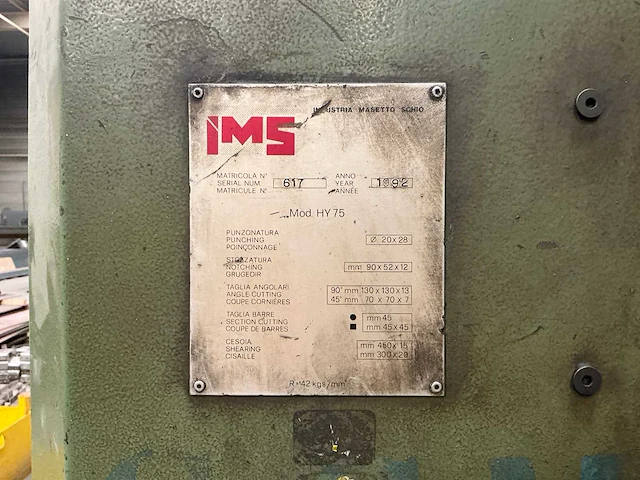 INDUSTRIA MASETTO SCHIO
IMS
MATRICOLA N°
SERIAL NUM
MATRICULE N°
617
ANNO
YEAR
ANNÉE
1992
Mod. HY 75
PUNZONATURA
PUNCHING
POINÇONNAGE
Ø 20 x 28
STOZZATURA
NOTCHING
GRUGEOIR
mm 90 x 52 x 12
TAGLIA ANGOLARI
ANGLE CUTTING
COUPE CORNIÈRES
90° mm 130 x 130 x 13
45° mm 70 x 70 x 7
TAGLIA BARRE
SECTION CUTTING
COUPE DE BARRES
mm 45
mm 45 x 45
CESOIA
SHEARING
CISAILLE
mm 450 x 15
mm 300 x 20
R = 42 kgs/mm²